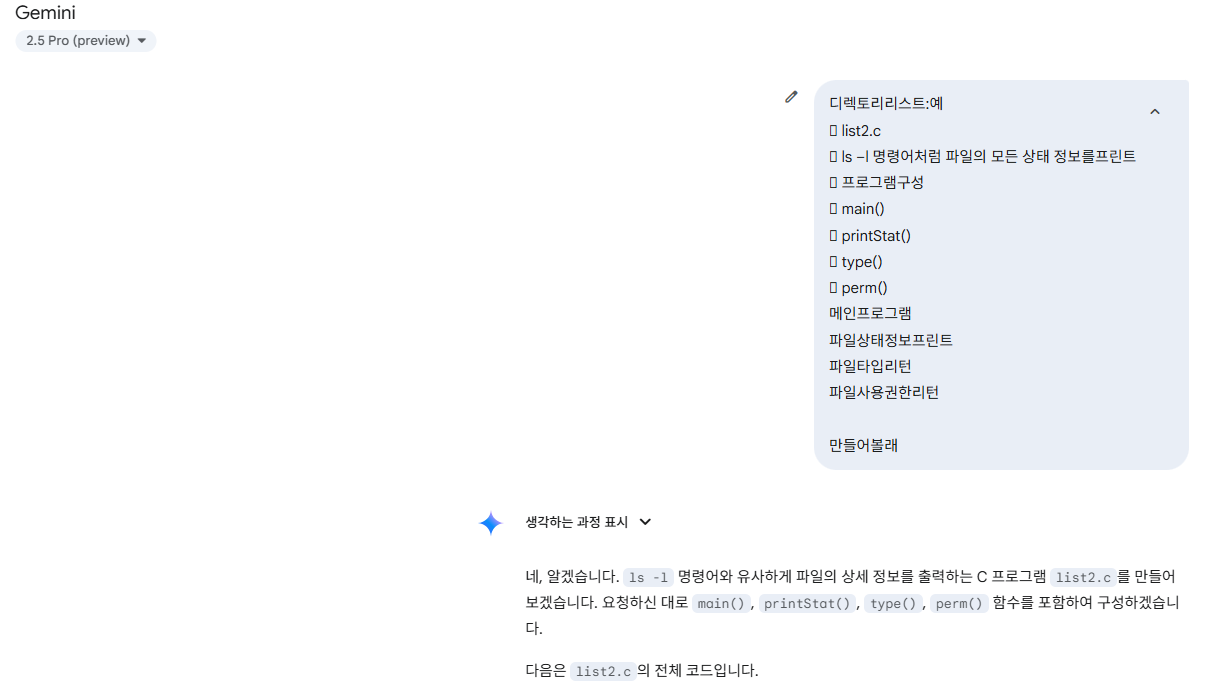 Gemini
2.5 Pro (preview)
디렉토리리스트:예
▯ list2.c
▯ ls –l 명령어처럼 파일의 모든 상태 정보를프린트
▯ 프로그램구성
▯ main()
▯ printStat()
▯ type()
▯ perm()
메인프로그램
파일상태정보프린트
파일타입리턴
파일사용권한리턴
만들어볼래
생각하는 과정 표시
네, 알겠습니다. ls -l 명령어와 유사하게 파일의 상세 정보를 출력하는 C 프로그램 list2.c를 만들어
보겠습니다. 요청하신 대로 main(), printStat(), type(), perm() 함수를 포함하여 구성하겠습니
다.
다음은 list2.c의 전체 코드입니다.